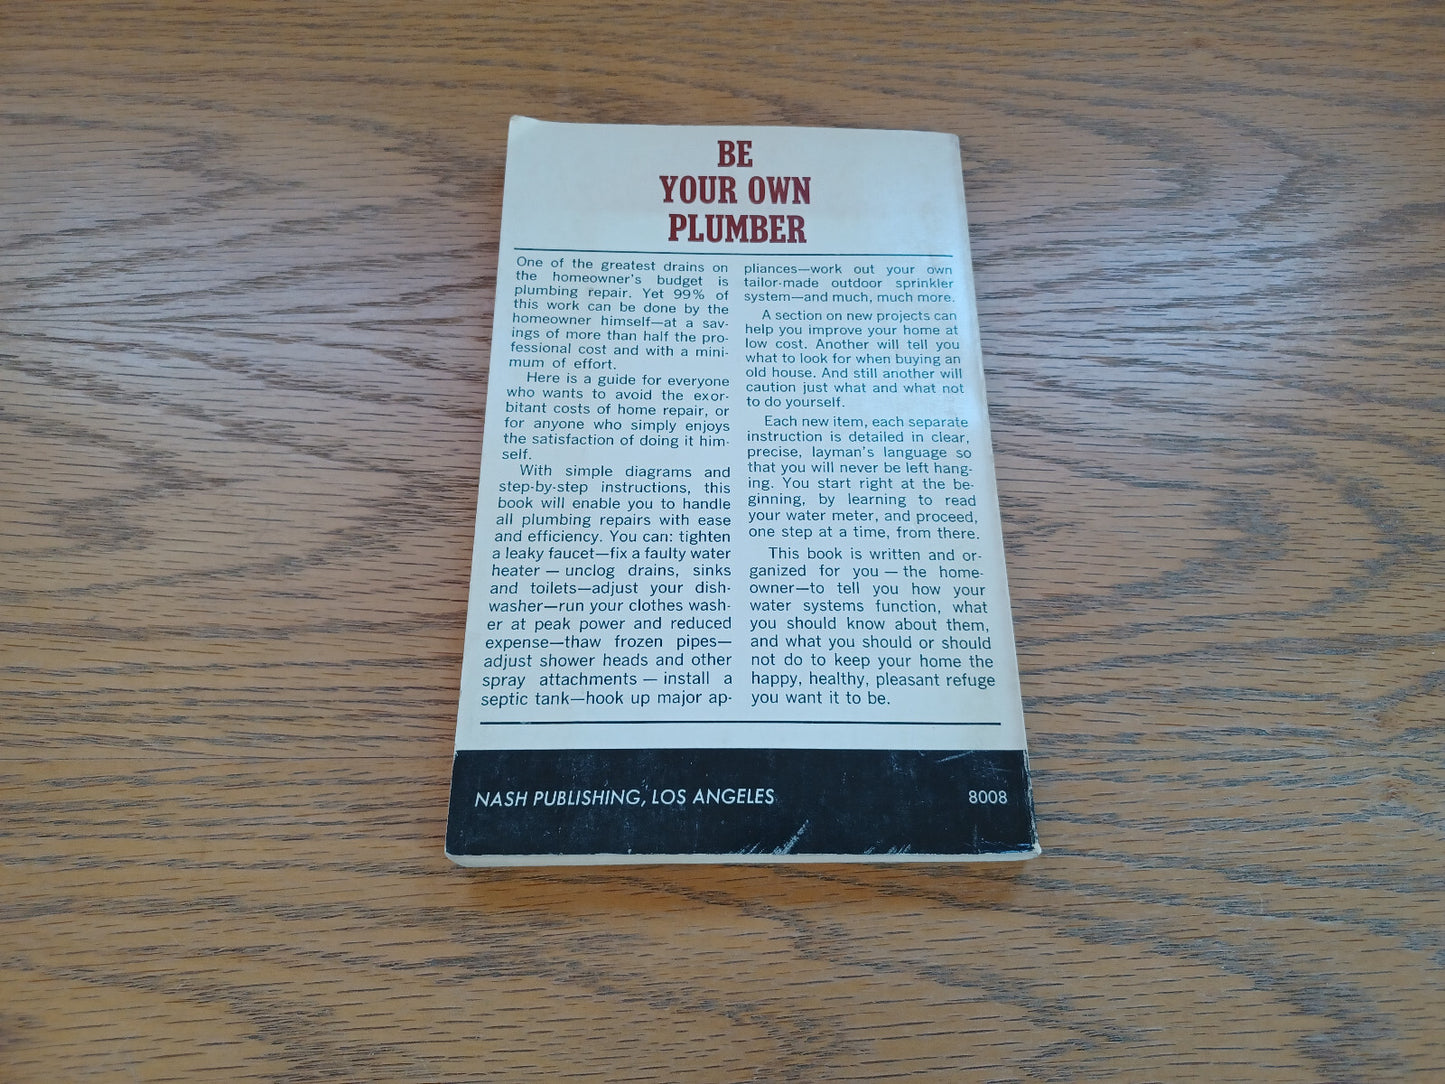 BE
YOUR OWN
PLUMBER
One of the greatest drains on
the homeowner's budget is
plumbing repair. Yet 99% of
this work can be done by the
homeowner himself—at a sav-
ings of more than half the pro-
fessional cost and with a mini-
mum of effort.
Here is a guide for everyone
who wants to avoid the exor-
bitant costs of home repair, or
for anyone who simply enjoys
the satisfaction of doing it him-
self.
With simple diagrams and
step-by-step instructions, this
book will enable you to handle
all plumbing repairs with ease
and efficiency. You can: tighten
a leaky faucet—fix a faulty water
heater — unclog drains, sinks
and toilets—adjust your dish-
washer—run your clothes wash-
er at peak power and reduced
expense—thaw frozen pipes—
adjust shower heads and other
spray attachments — install a
septic tank—hook up major ap-
pliances—work out your own
tailor-made outdoor sprinkler
system—and much, much more.
A section on new projects can
help you improve your home at
low cost. Another will tell you
what to look for when buying an
old house. And still another will
caution just what and what not
to do yourself.
Each new item, each separate
instruction is detailed in clear,
precise, layman's language so
that you will never be left hang-
ing. You start right at the be-
ginning, by learning to read
your water meter, and proceed,
one step at a time, from there.
This book is written and or-
ganized for you — the home-
owner—to tell you how your
water systems function, what
you should know about them,
and what you should or should
not do to keep your home the
happy, healthy, pleasant refuge
you want it to be.
NASH PUBLISHING, LOS ANGELES
8008